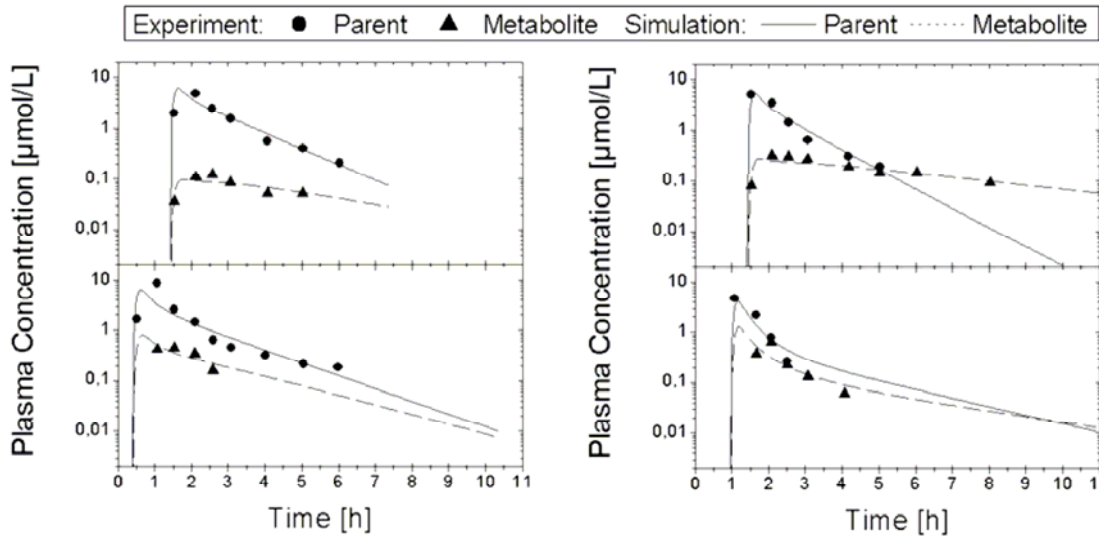 Experiment: Parent Metabolite Simulation: Parent Metabolite
Plasma Concentration [µmol/L]
10
1
0,1
0,01
10
1
0,1
0,01
0 1 2 3 4 5 6 7 8 9 10 11
Time [h]
Plasma Concentration [µmol/L]
10
1
0,1
0,01
10
1
0,1
0,01
0 1 2 3 4 5 6 7 8 9 10 11
Time [h]